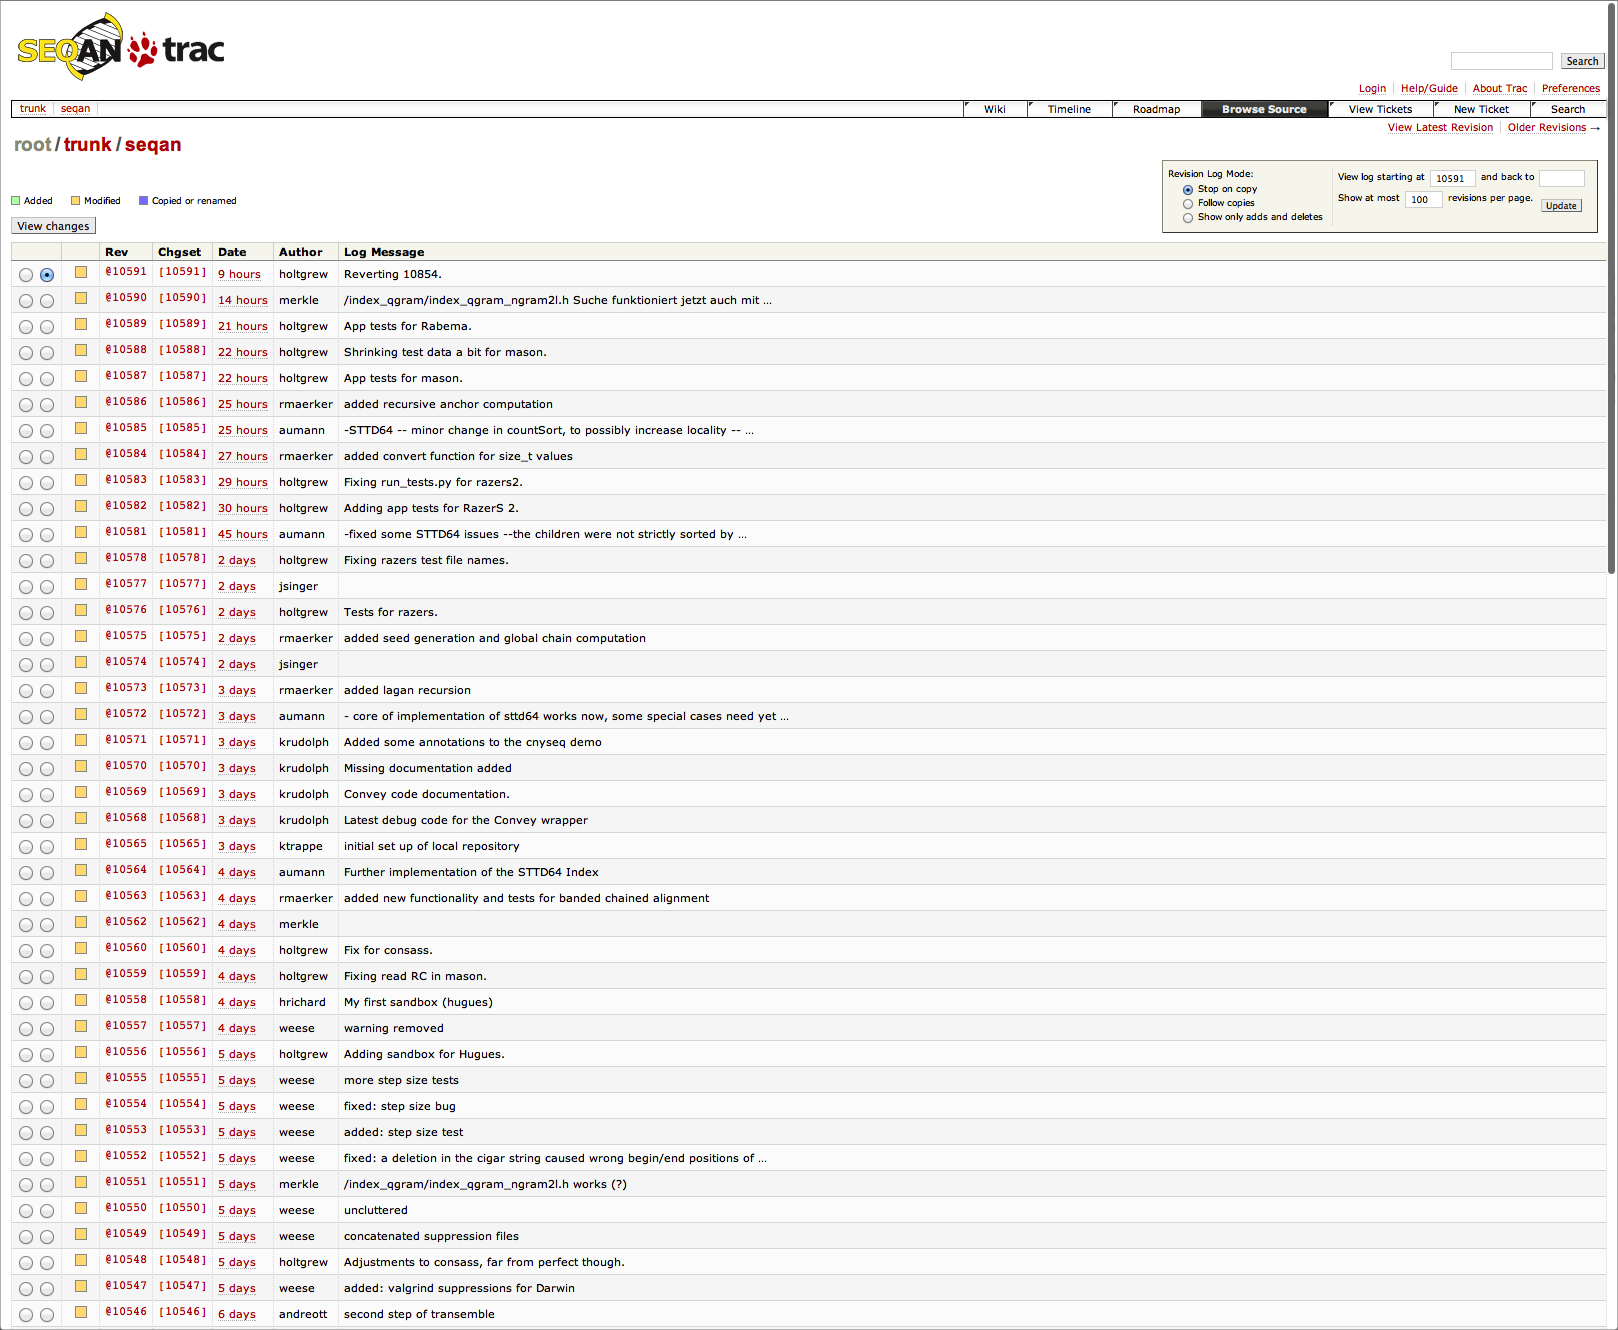 SEQAN trac
Search
Login Help/Guide About Trac Preferences
trunk seqan Wiki Timeline Roadmap Browse Source View Tickets New Ticket Search
View Latest Revision Older Revisions →
root / trunk / seqan
Revision Log Mode:
Stop on copy
Follow copies
Show only adds and deletes
View log starting at 10591 and back to
Show at most 100 revisions per page.
Update
Added Modified Copied or renamed
View changes
Rev Chgset Date Author Log Message
@10591 [10591] 9 hours holtgrew Reverting 10854.
@10590 [10590] 14 hours merkle /index_qgram/index_qgram_ngram2l.h Suche funktioniert jetzt auch mit …
@10589 [10589] 21 hours holtgrew App tests for Rabema.
@10588 [10588] 22 hours holtgrew Shrinking test data a bit for mason.
@10587 [10587] 22 hours holtgrew App tests for mason.
@10586 [10586] 25 hours rmaerker added recursive anchor computation
@10585 [10585] 25 hours aumann -STTD64 -- minor change in countSort, to possibly increase locality -- …
@10584 [10584] 27 hours rmaerker added convert function for size_t values
@10583 [10583] 29 hours holtgrew Fixing run_tests.py for razers2.
@10582 [10582] 30 hours holtgrew Adding app tests for RazerS 2.
@10581 [10581] 45 hours aumann -fixed some STTD64 issues --the children were not strictly sorted by …
@10578 [10578] 2 days holtgrew Fixing razers test file names.
@10577 [10577] 2 days jsinger
@10576 [10576] 2 days holtgrew Tests for razers.
@10575 [10575] 2 days rmaerker added seed generation and global chain computation
@10574 [10574] 2 days jsinger
@10573 [10573] 3 days rmaerker added lagan recursion
@10572 [10572] 3 days aumann - core of implementation of sttd64 works now, some special cases need yet …
@10571 [10571] 3 days krudolph Added some annotations to the cnyseq demo
@10570 [10570] 3 days krudolph Missing documentation added
@10569 [10569] 3 days krudolph Convey code documentation.
@10568 [10568] 3 days krudolph Latest debug code for the Convey wrapper
@10565 [10565] 3 days ktrappe initial set up of local repository
@10564 [10564] 4 days aumann Further implementation of the STTD64 Index
@10563 [10563] 4 days rmaerker added new functionality and tests for banded chained alignment
@10562 [10562] 4 days merkle
@10560 [10560] 4 days holtgrew Fix for consass.
@10559 [10559] 4 days holtgrew Fixing read RC in mason.
@10558 [10558] 4 days hrichard My first sandbox (hugues)
@10557 [10557] 4 days weese warning removed
@10556 [10556] 5 days holtgrew Adding sandbox for Hugues.
@10555 [10555] 5 days weese more step size tests
@10554 [10554] 5 days weese fixed: step size bug
@10553 [10553] 5 days weese added: step size test
@10552 [10552] 5 days weese fixed: a deletion in the cigar string caused wrong begin/end positions of …
@10551 [10551] 5 days merkle /index_qgram/index_qgram_ngram2l.h works (?)
@10550 [10550] 5 days weese uncluttered
@10549 [10549] 5 days weese concatenated suppression files
@10548 [10548] 5 days holtgrew Adjustments to consass, far from perfect though.
@10547 [10547] 5 days weese added: valgrind suppressions for Darwin
@10546 [10546] 6 days andreott second step of transemble